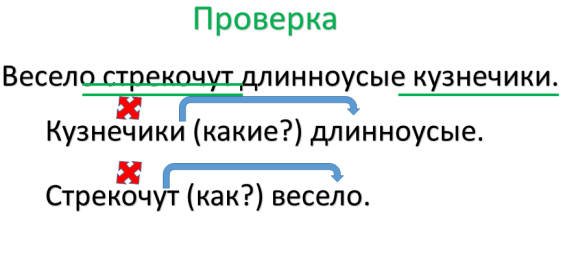 Проверка
Весело стрекочут длинноусые кузнечики.
Кузнечики (какие?) длинноусые.
Стрекочут (как?) весело.